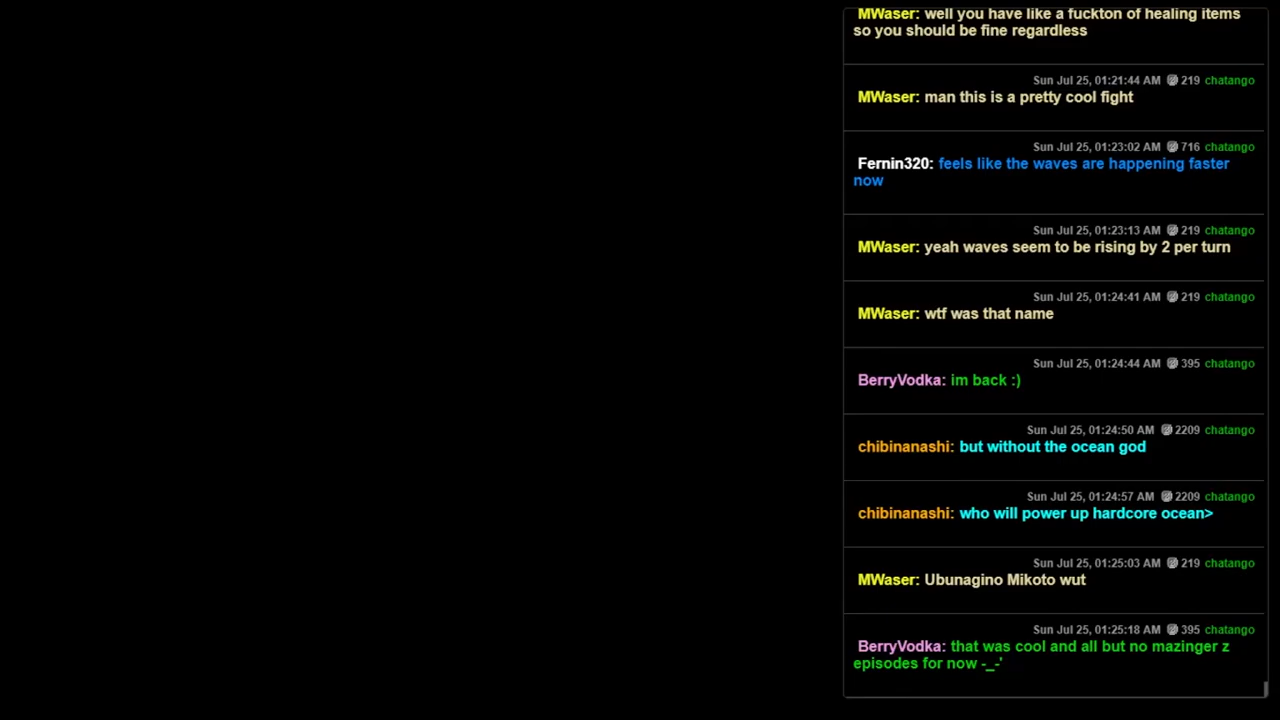 MWaser: well you have like a fuckton of healing items
so you should be fine regardless
Sun Jul 25, 01:21:44 AM 219 chatango
MWaser: man this is a pretty cool fight
Sun Jul 25, 01:23:02 AM 716 chatango
Fernin320: feels like the waves are happening faster
now
Sun Jul 25, 01:23:13 AM 219 chatango
MWaser: yeah waves seem to be rising by 2 per turn
Sun Jul 25, 01:24:41 AM 219 chatango
MWaser: wtf was that name
Sun Jul 25, 01:24:44 AM 395 chatango
BerryVodka: im back :)
Sun Jul 25, 01:24:50 AM 2209 chatango
chibinanashi: but without the ocean god
Sun Jul 25, 01:24:57 AM 2209 chatango
chibinanashi: who will power up hardcore ocean>
Sun Jul 25, 01:25:03 AM 219 chatango
MWaser: Ubunagino Mikoto wut
Sun Jul 25, 01:25:18 AM 395 chatango
BerryVodka: that was cool and all but no mazinger z
episodes for now -_-'